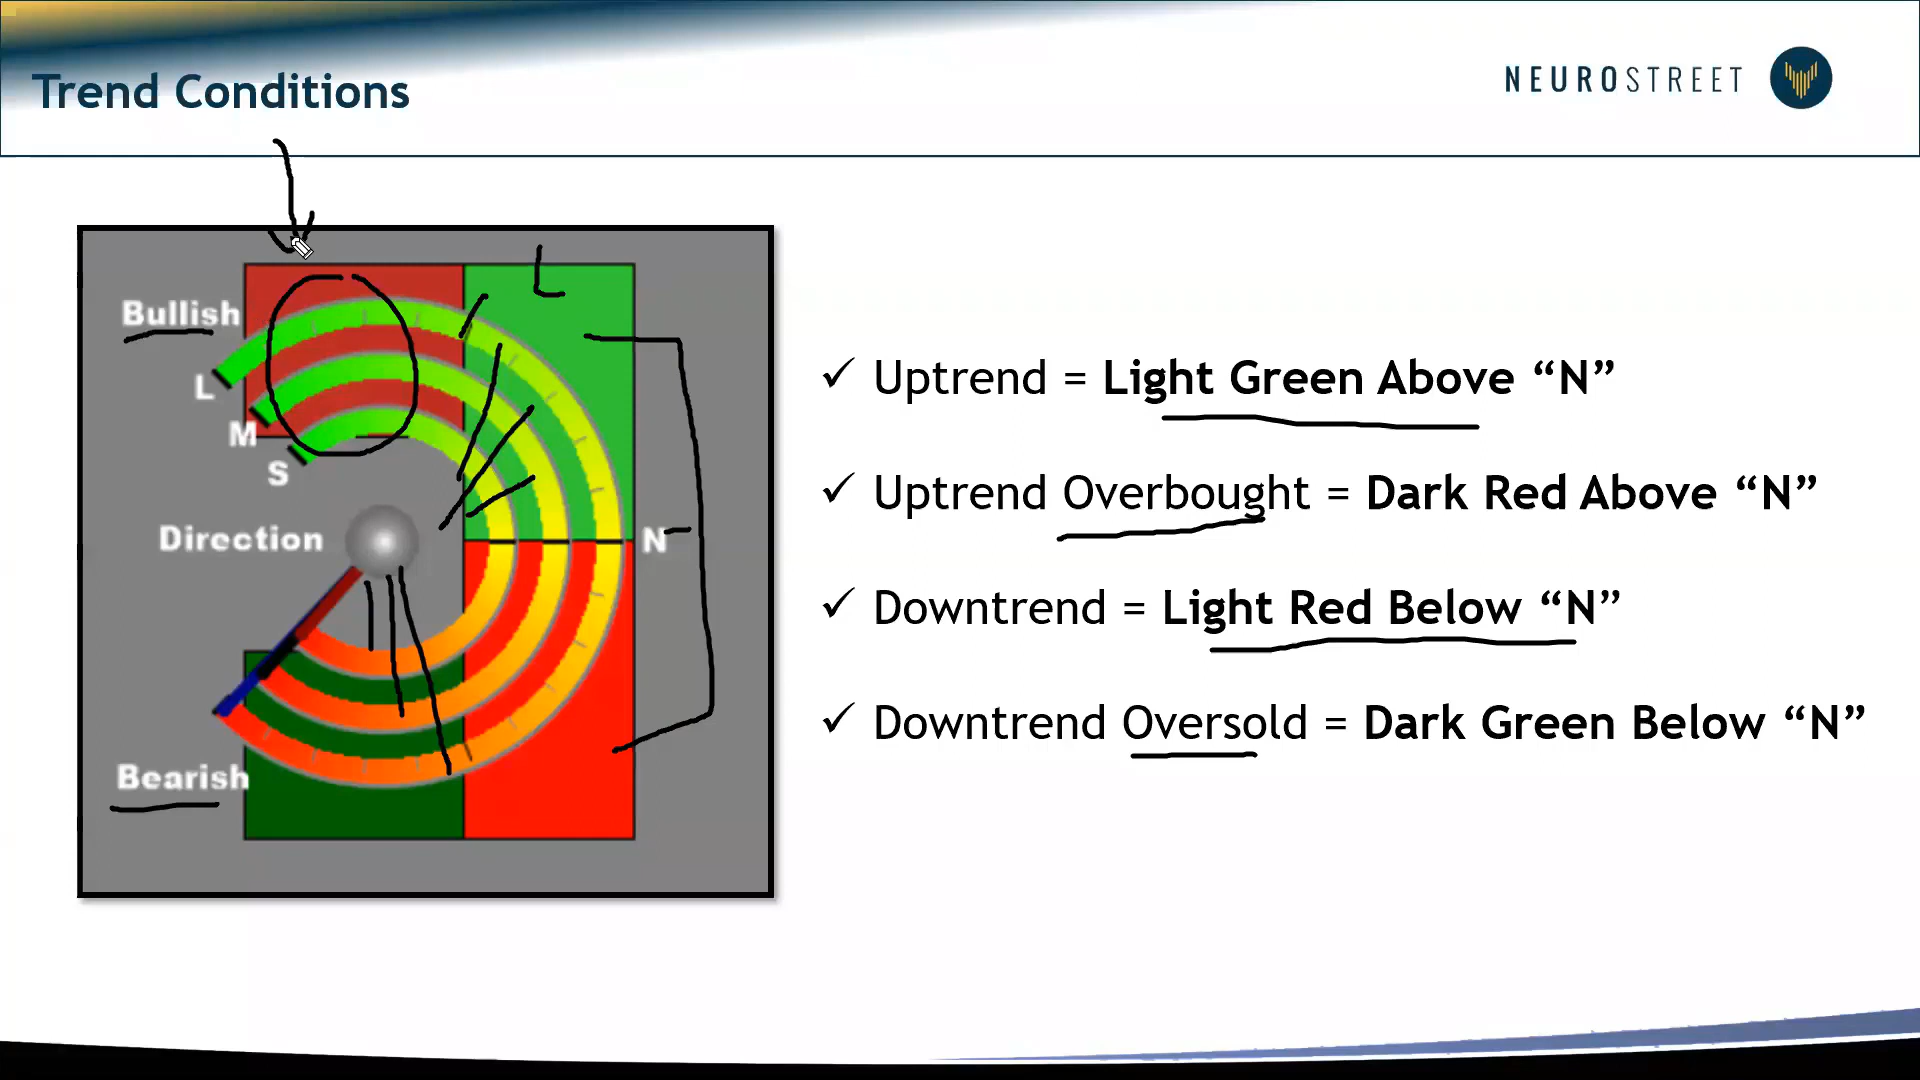 Trend Conditions
NEUROSTREET
Bullish
L
M
S
Direction
N
Bearish
L
✓ Uptrend = Light Green Above “N”
✓ Uptrend Overbought = Dark Red Above “N”
✓ Downtrend = Light Red Below “N”
✓ Downtrend Oversold = Dark Green Below “N”